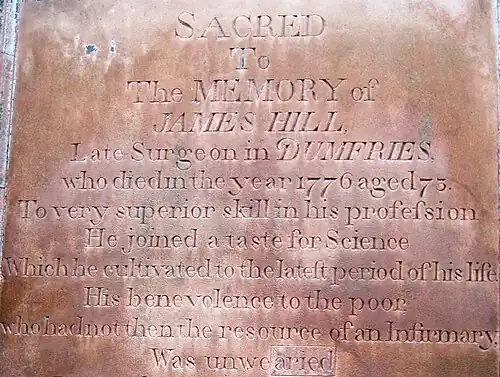 SACRED
To
The MEMORY of
JAMES HILL,
Late Surgeon in DUMFRIES,
who died in the year 1776 aged 73.
To very superior skill in his profeſsion
He joined a taste for Science
Which he cultivated to the lateſt period of his life
His benevolence to the poor
who had not then the resource of an Infirmary,
Was unwearied